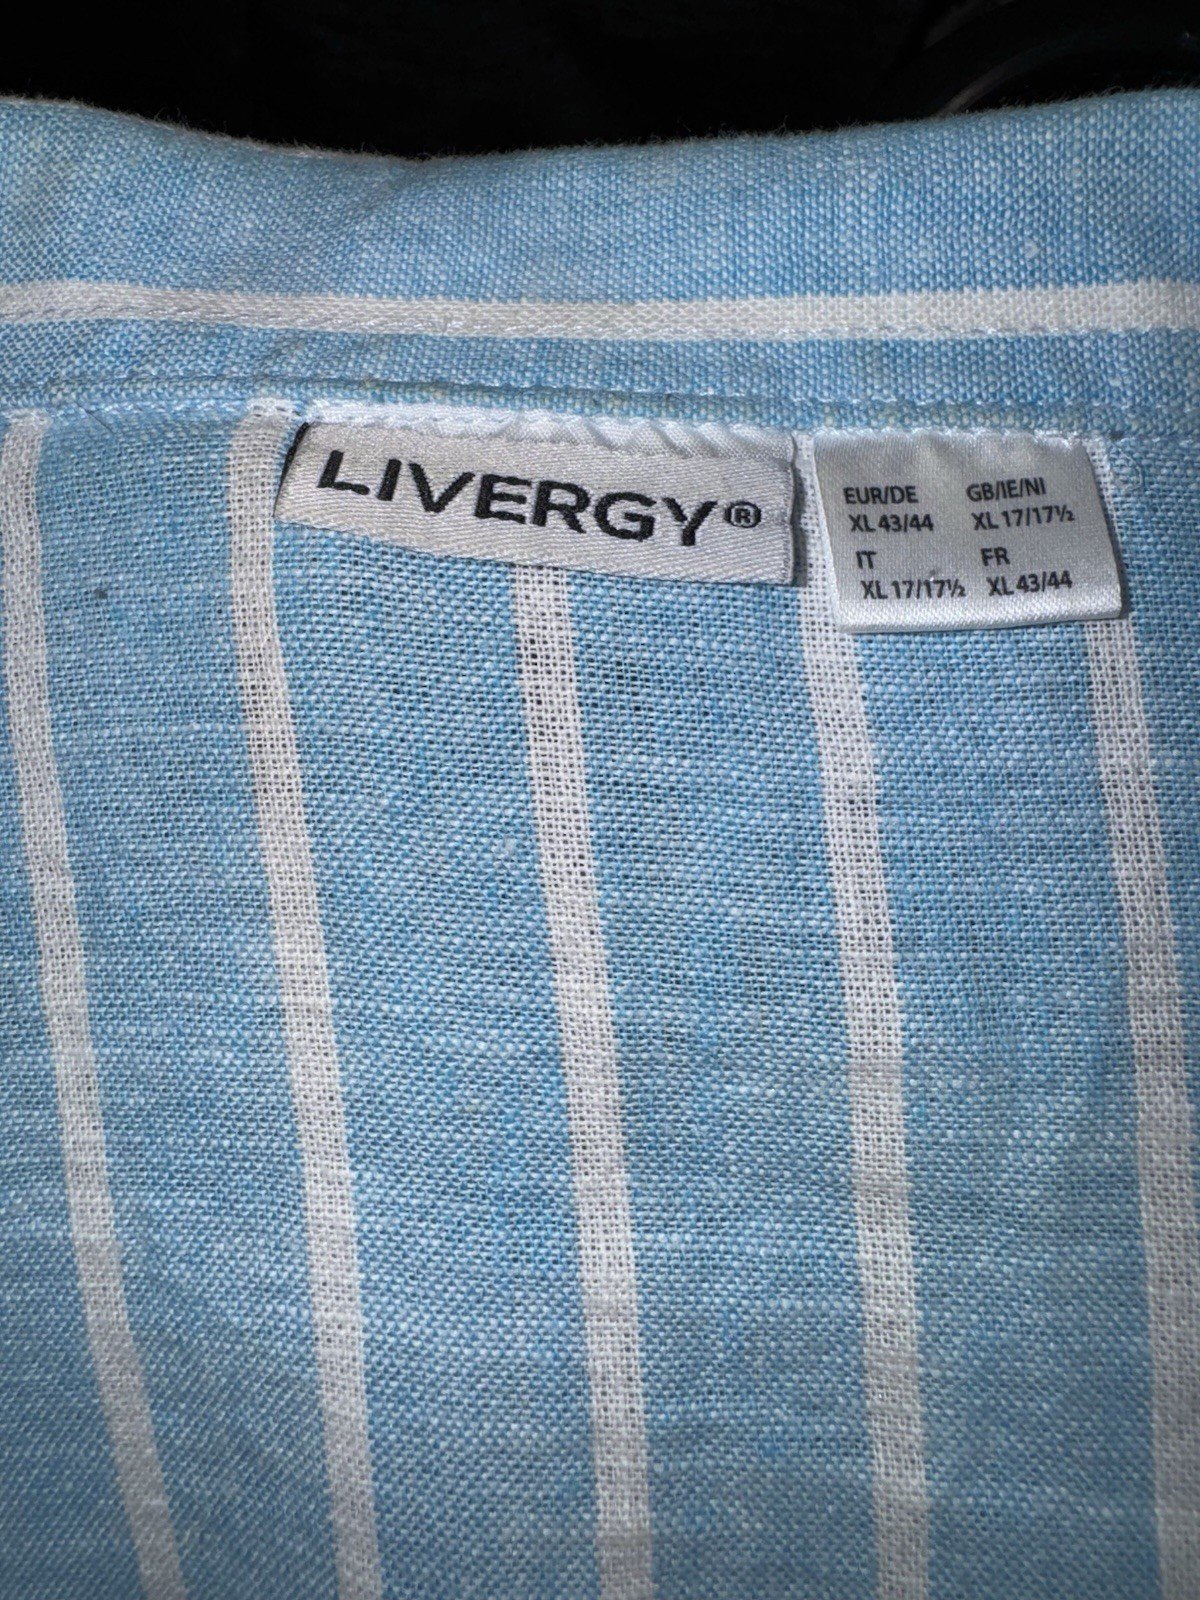 LIVERGY®
EUR/DE GB/IE/NI
XL 43/44 XL 17/17½
IT FR
XL 17/17½ XL 43/44